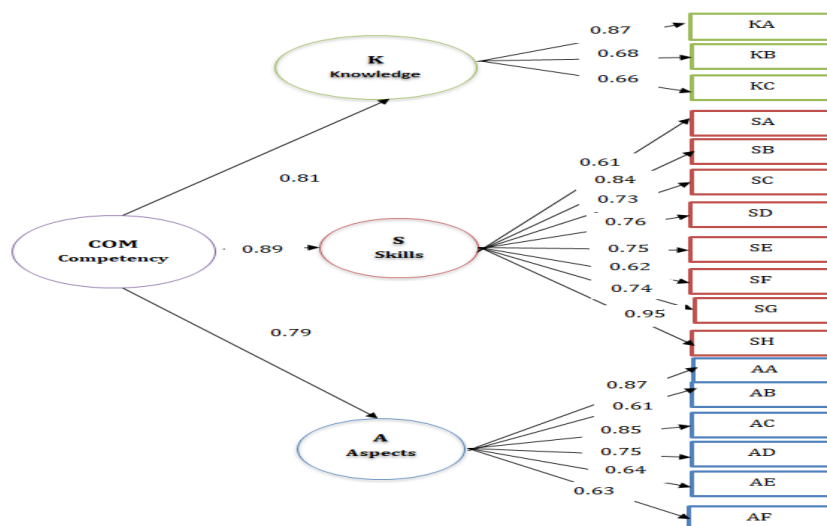 K
Knowledge
0.87
0.68
0.66
KA
KB
KC
0.81
COM
Competency
0.89
S
Skills
0.61
0.84
0.73
0.76
0.75
0.62
0.74
0.95
SA
SB
SC
SD
SE
SF
SG
SH
0.79
A
Aspects
0.87
0.61
0.85
0.75
0.64
0.63
AA
AB
AC
AD
AE
AF